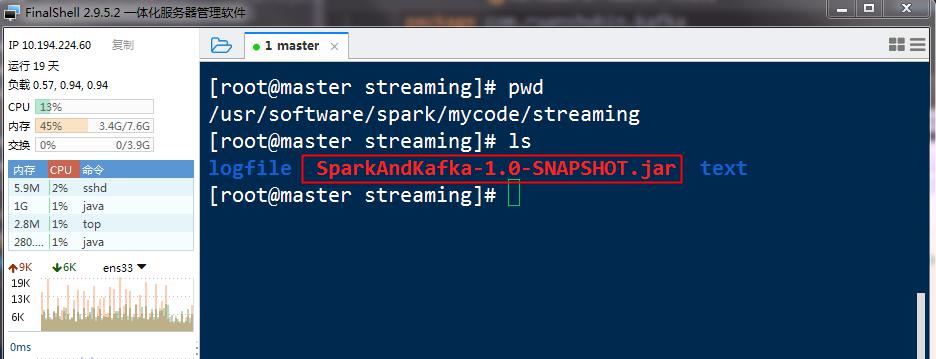 FinalShell 2.9.5.2 一体化服务器管理软件
IP 10.194.224.60 复制
运行 19 天
负载 0.57, 0.94, 0.94
CPU 13%
内存 45% 3.4G/7.6G
交换 0% 0/3.9G
内存 CPU 命令
5.9M 2% sshd
1G 1% java
2.8M 1% top
280.... 1% java
9K 6K ens33
19K
13K
6K
0ms
1 master
[root@master streaming]# pwd
/usr/software/spark/mycode/streaming
[root@master streaming]# ls
logfile SparkAndKafka-1.0-SNAPSHOT.jar text
[root@master streaming]#